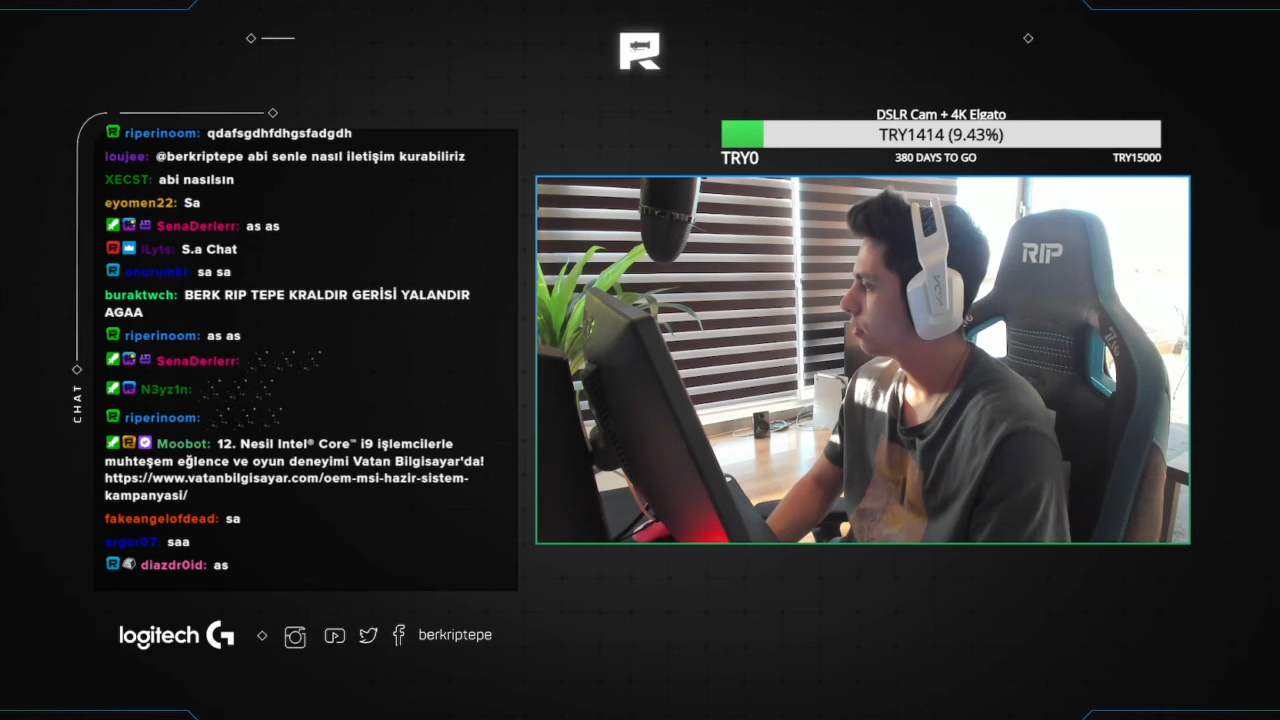 DSLR Cam + 4K Elgato
TRY1414 (9.43%)
TRY0 380 DAYS TO GO TRY15000
riperinoom: qdafsgdhfdhgsfadgdh
loujee: @berkriptepe abi senle nasıl iletişim kurabiliriz
XECST: abi nasılsın
eyomen22: Sa
SenaDerlerr: as as
lLyts: S.a Chat
onurumki: sa sa
buraktwch: BERK RIP TEPE KRALDIR GERİSİ YALANDIR
AGAA
riperinoom: as as
SenaDerlerr:
N3yz1n:
riperinoom:
Moobot: 12. Nesil Intel® Core™ i9 işlemcilerle
muhteşem eğlence ve oyun deneyimi Vatan Bilgisayar'da!
https://www.vatanbilgisayar.com/oem-msi-hazir-sistem-
kampanyasi/
fakeangelofdead: sa
ergor07: saa
diazdr0id: as
CHAT
RIP
logitech G
berkriptepe